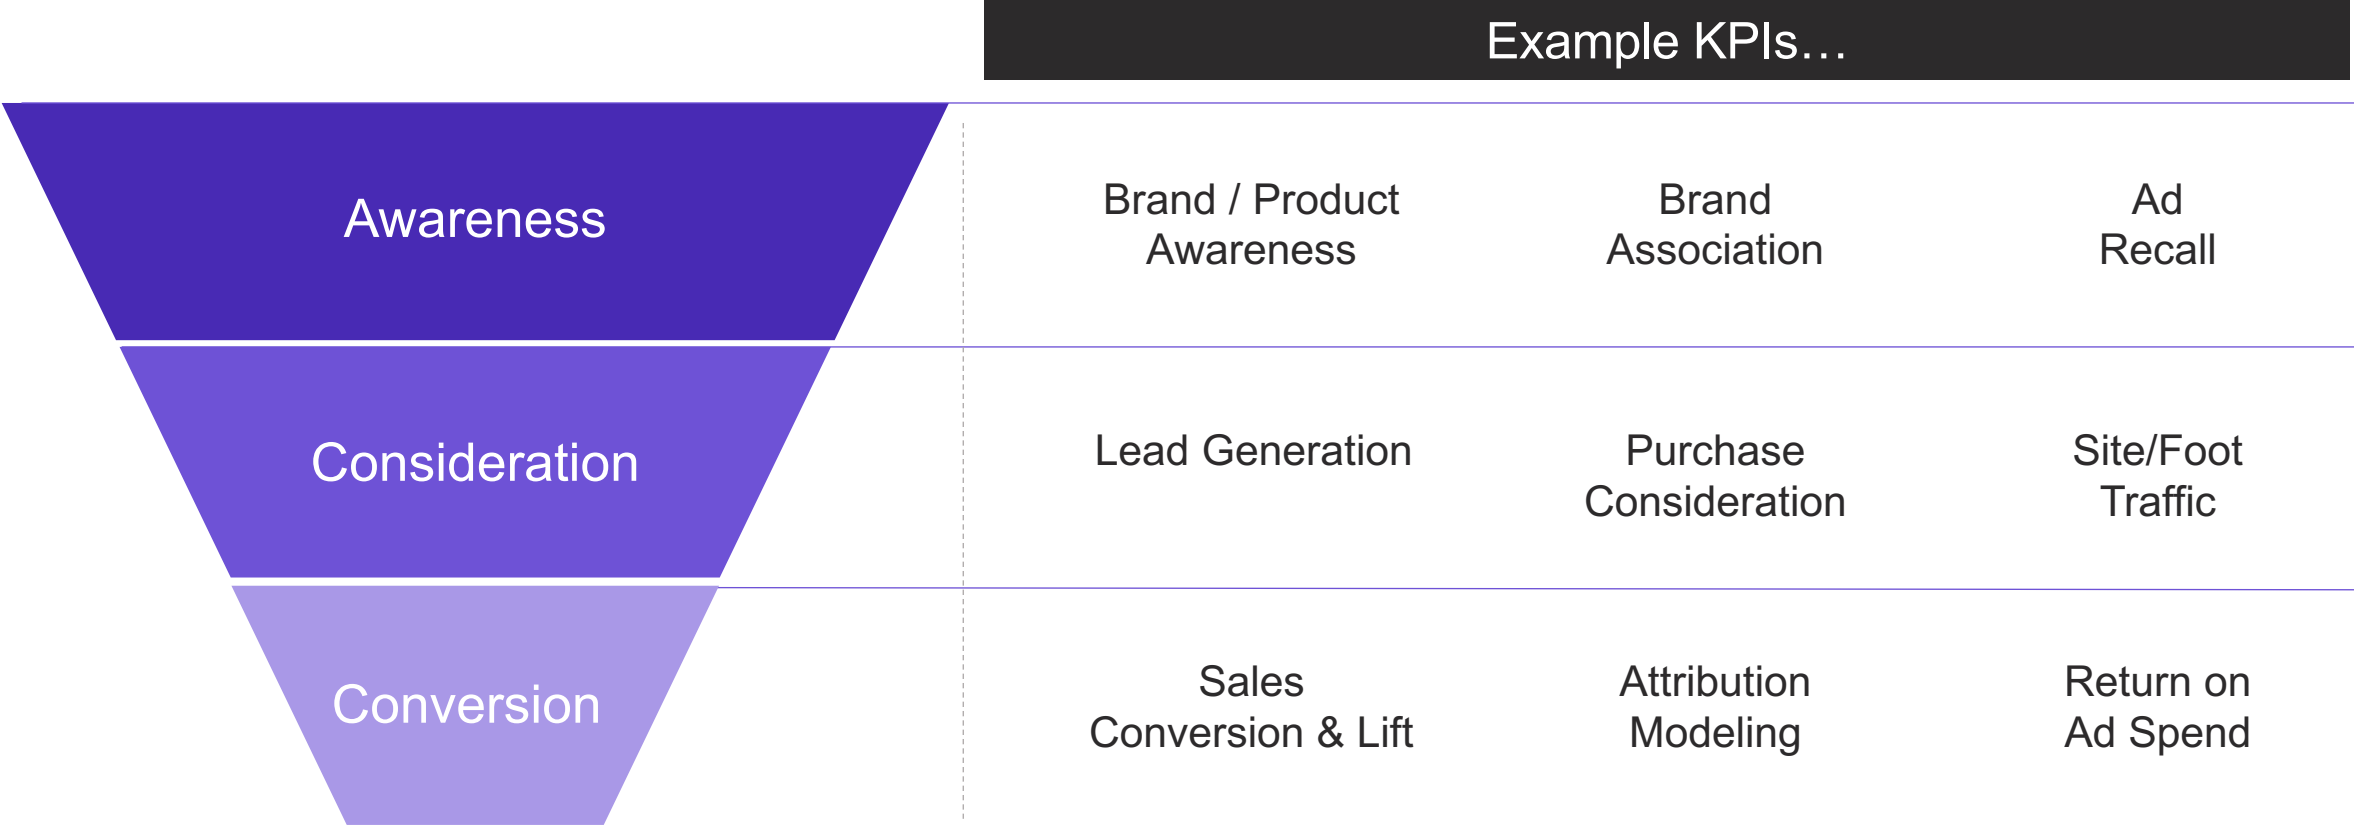 Example KPIs…
Awareness
Brand / Product
Awareness
Brand
Association
Ad
Recall
Consideration
Lead Generation
Purchase
Consideration
Site/Foot
Traffic
Conversion
Sales
Conversion & Lift
Attribution
Modeling
Return on
Ad Spend